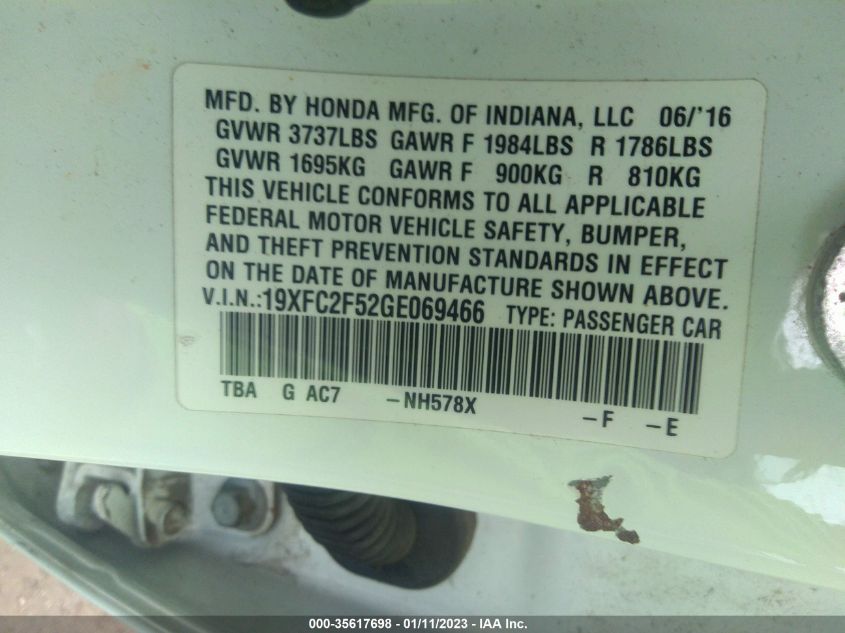 MFD. BY HONDA MFG. OF INDIANA, LLC 06/'16
GVWR 3737LBS GAWR F 1984LBS R 1786LBS
GVWR 1695KG GAWR F 900KG R 810KG
THIS VEHICLE CONFORMS TO ALL APPLICABLE
FEDERAL MOTOR VEHICLE SAFETY, BUMPER,
AND THEFT PREVENTION STANDARDS IN EFFECT
ON THE DATE OF MANUFACTURE SHOWN ABOVE.
V.I.N.:19XFC2F52GE069466 TYPE: PASSENGER CAR
TBA G AC7 -NH578X -F -E
000-35617698 - 01/11/2023 - IAA Inc.